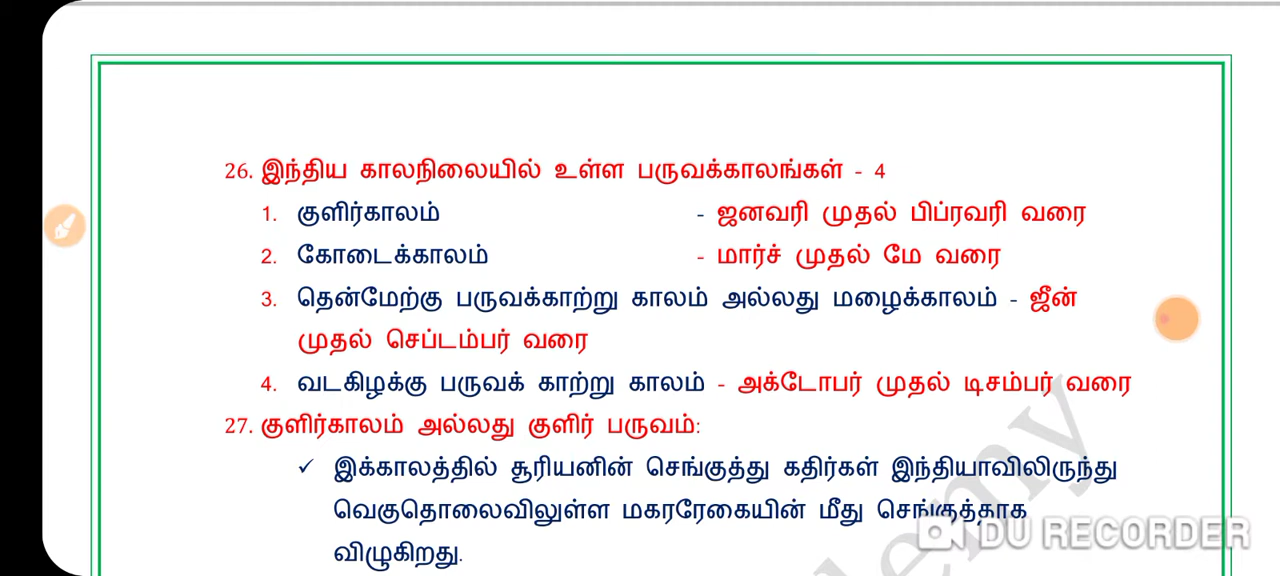 26. இந்திய காலநிலையில் உள்ள பருவக்காலங்கள் - 4
1. குளிர்காலம் - ஜனவரி முதல் பிப்ரவரி வரை
2. கோடைக்காலம் - மார்ச் முதல் மே வரை
3. தென்மேற்கு பருவக்காற்று காலம் அல்லது மழைக்காலம் - ஜீன்
முதல் செப்டம்பர் வரை
4. வடகிழக்கு பருவக் காற்று காலம் - அக்டோபர் முதல் டிசம்பர் வரை
27. குளிர்காலம் அல்லது குளிர் பருவம்:
✓ இக்காலத்தில் சூரியனின் செங்குத்து கதிர்கள் இந்தியாவிலிருந்து
வெகுதொலைவிலுள்ள மகரரேகையின் மீது செங்குத்தாக
விழுகிறது.
DU RECORDER